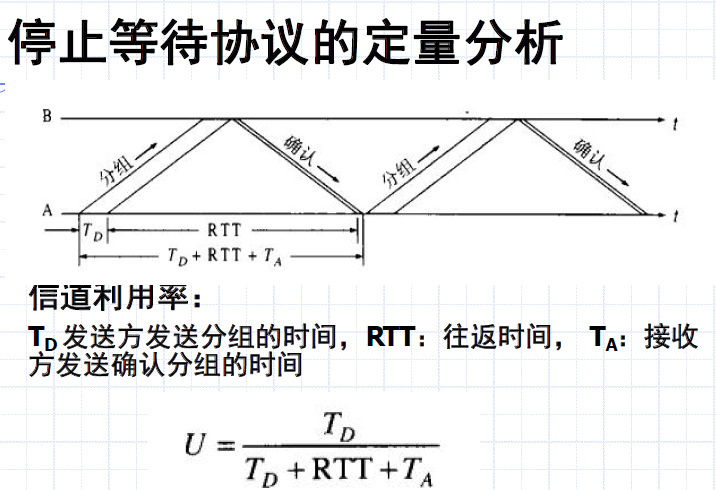 停止等待协议的定量分析
B
t
分组
确认
分组
确认
A
t
T_D
RTT
T_D + RTT + T_A
信道利用率：
T_D 发送方发送分组的时间，RTT：往返时间， T_A：接收
方发送确认分组的时间
U = T_D / (T_D + RTT + T_A)